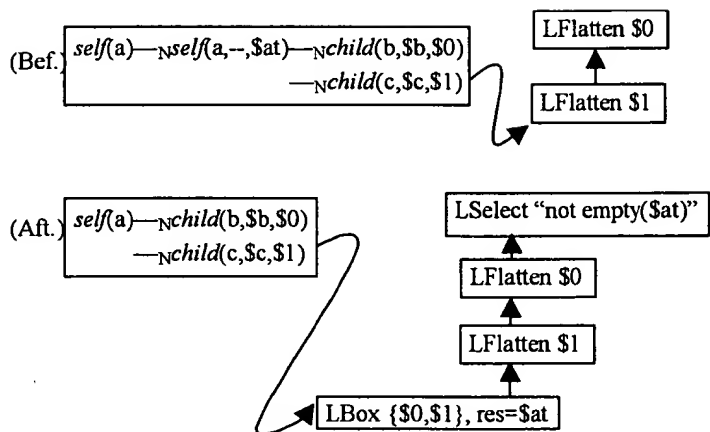 (Bef.) self(a)—Nself(a,--,$at)—Nchild(b,$b,$0)
—Nchild(c,$c,$1)
LFlatten $0
LFlatten $1
(Aft.) self(a)—Nchild(b,$b,$0)
—Nchild(c,$c,$1)
LSelect “not empty($at)”
LFlatten $0
LFlatten $1
LBox {$0,$1}, res=$at